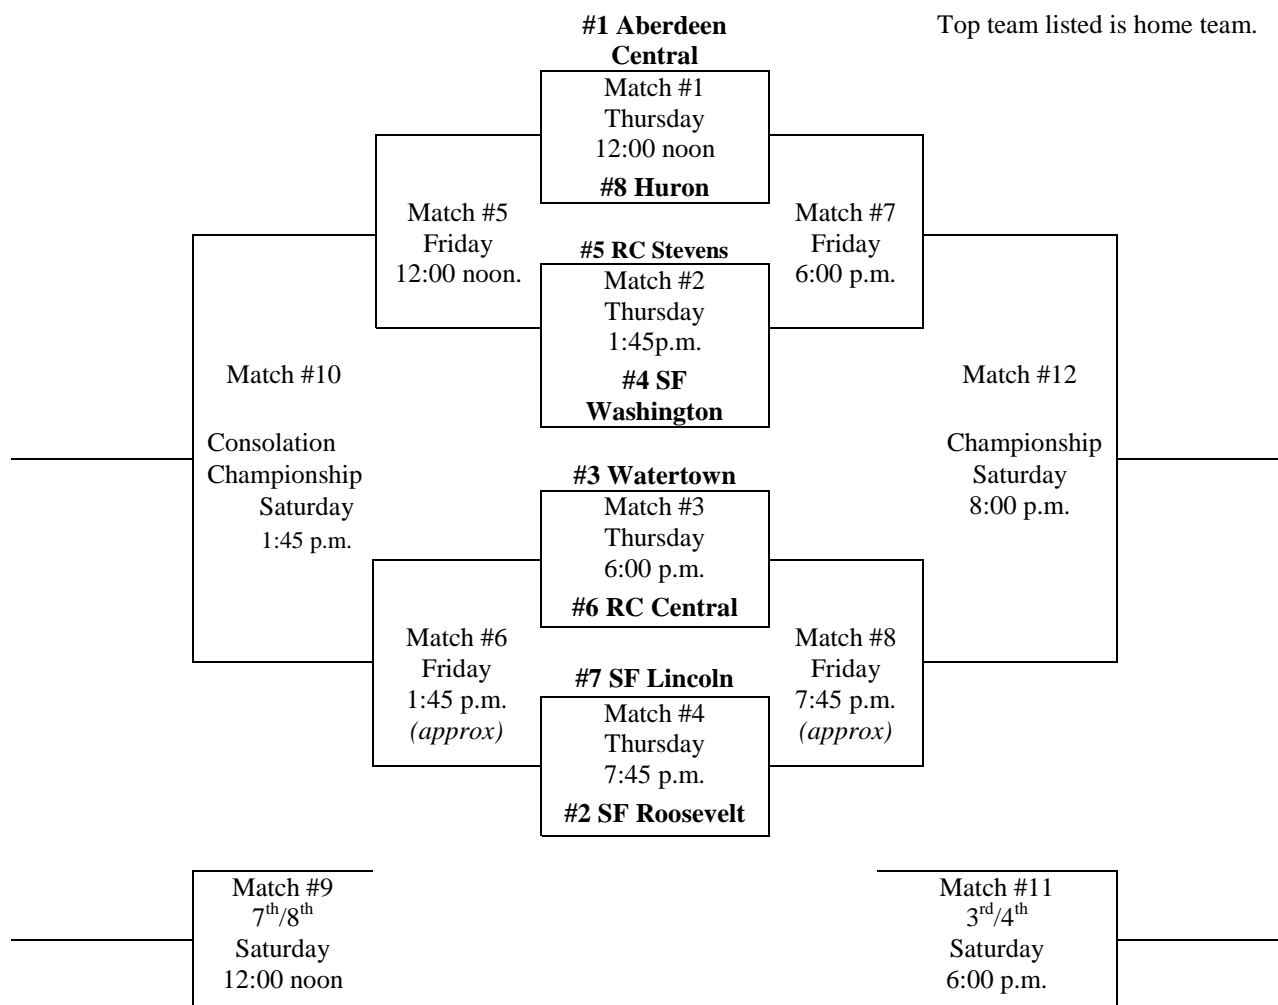 #1 Aberdeen
Central
Top team listed is home team.
Match #1
Thursday
12:00 noon
#8 Huron
Match #5
Friday
12:00 noon.
#5 RC Stevens
Match #2
Thursday
1:45p.m.
#4 SF
Washington
Match #7
Friday
6:00 p.m.
Match #10
Consolation
Championship
Saturday
1:45 p.m.
Match #12
Championship
Saturday
8:00 p.m.
#3 Watertown
Match #3
Thursday
6:00 p.m.
#6 RC Central
Match #6
Friday
1:45 p.m.
(approx)
#7 SF Lincoln
Match #4
Thursday
7:45 p.m.
#2 SF Roosevelt
Match #8
Friday
7:45 p.m.
(approx)
Match #9
7th/8th
Saturday
12:00 noon
Match #11
3rd/4th
Saturday
6:00 p.m.